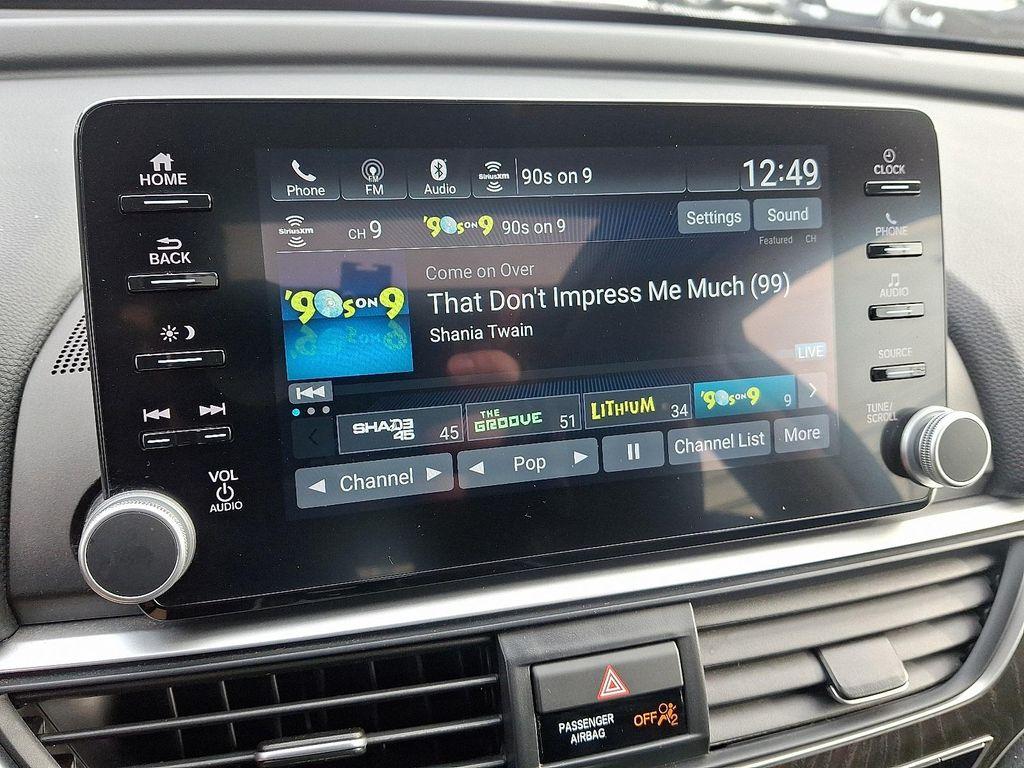 HOME
BACK
VOL
AUDIO
Phone
FM
Audio
SiriusXM
90s on 9
12:49
SiriusXM
CH 9
'90s ON 9
90s on 9
Settings
Sound
Featured CH
'90s ON 9
Come on Over
That Don't Impress Me Much (99)
Shania Twain
LIVE
SHADE 45
45
THE GROOVE
51
LITHIUM
34
'90s ON 9
9
Channel
Pop
Channel List
More
CLOCK
PHONE
AUDIO
SOURCE
TUNE/
SCROLL
PASSENGER
AIRBAG
OFF
2